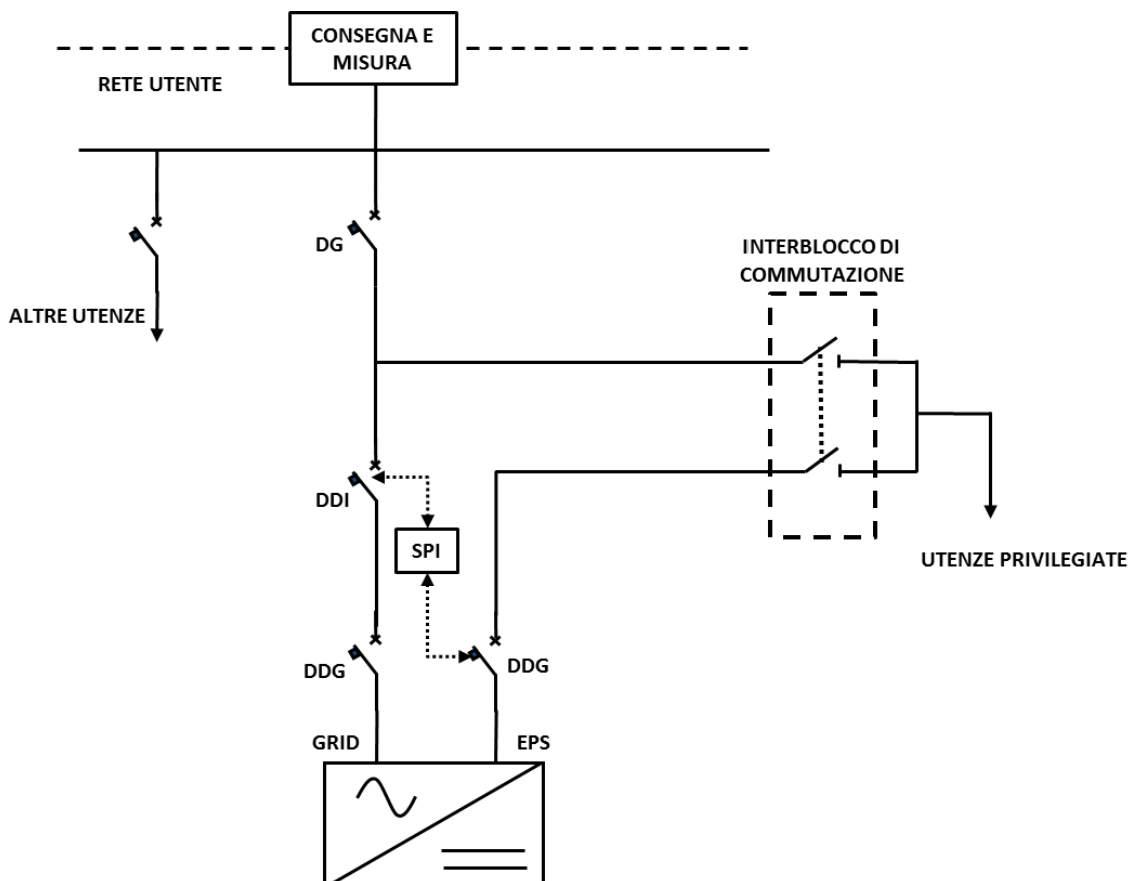 CONSEGNA E
MISURA
RETE UTENTE
DG
INTERBLOCCO DI
COMMUTAZIONE
ALTRE UTENZE
DDI
SPI
UTENZE PRIVILEGIATE
DDG
DDG
GRID
EPS